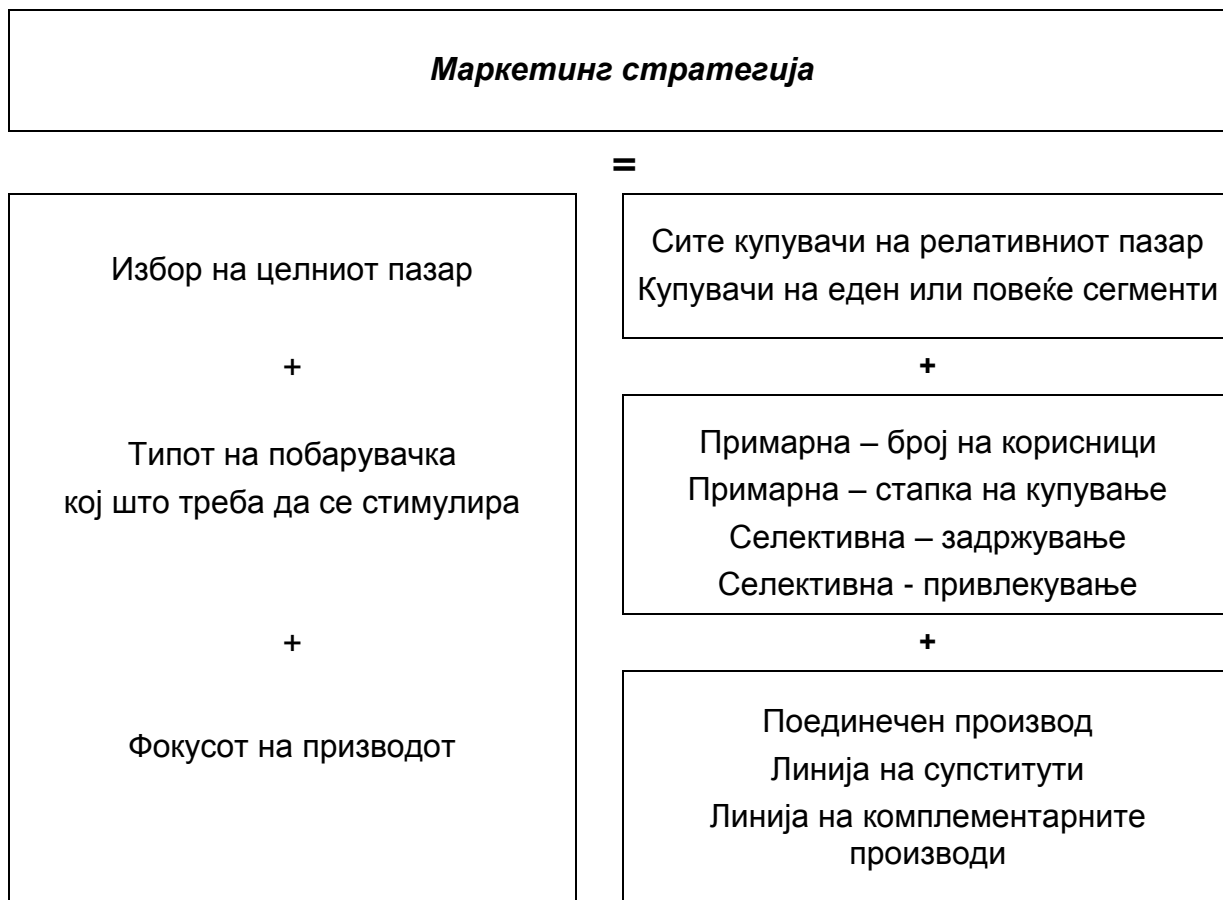 Маркетинг стратегија
=
Избор на целниот пазар
+
Типот на побарувачка
кој што треба да се стимулира
+
Фокусот на призводот
Сите купувачи на релативниот пазар
Купувачи на еден или повеќе сегменти
+
Примарна – број на корисници
Примарна – стапка на купување
Селективна – задржување
Селективна - привлекување
+
Поединечен производ
Линија на супститути
Линија на комплементарните
производи